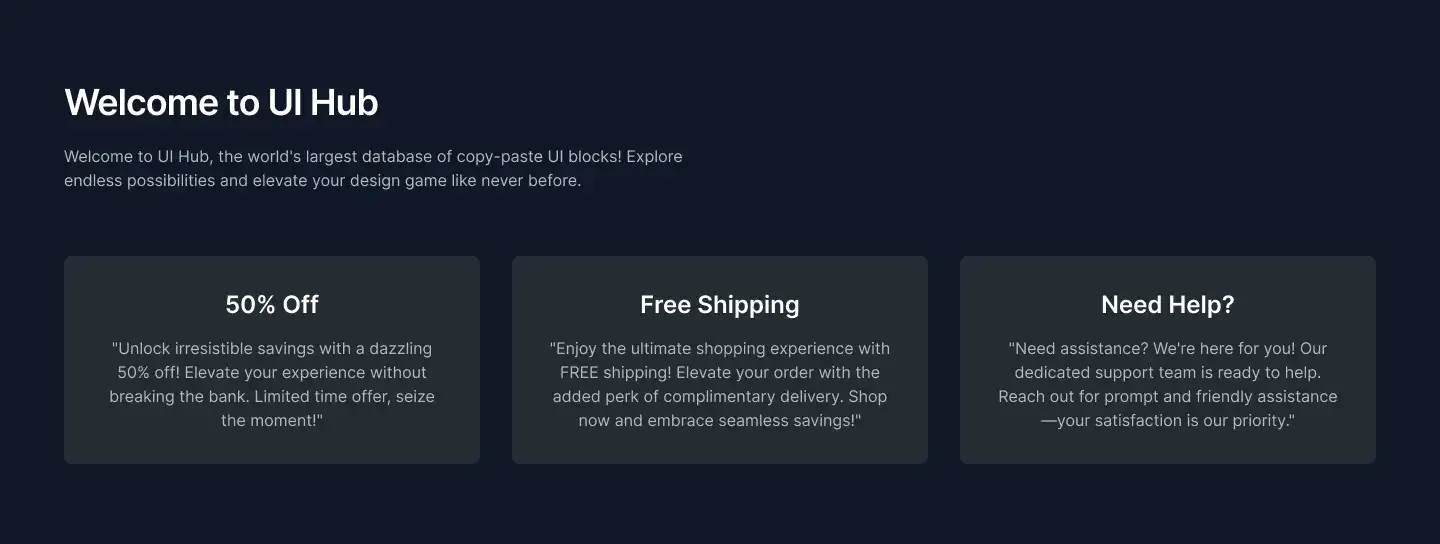 Welcome to UI Hub
Welcome to UI Hub, the world's largest database of copy-paste UI blocks! Explore
endless possibilities and elevate your design game like never before.
50% Off
"Unlock irresistible savings with a dazzling
50% off! Elevate your experience without
breaking the bank. Limited time offer, seize
the moment!"
Free Shipping
"Enjoy the ultimate shopping experience with
FREE shipping! Elevate your order with the
added perk of complimentary delivery. Shop
now and embrace seamless savings!"
Need Help?
"Need assistance? We're here for you! Our
dedicated support team is ready to help.
Reach out for prompt and friendly assistance
—your satisfaction is our priority."